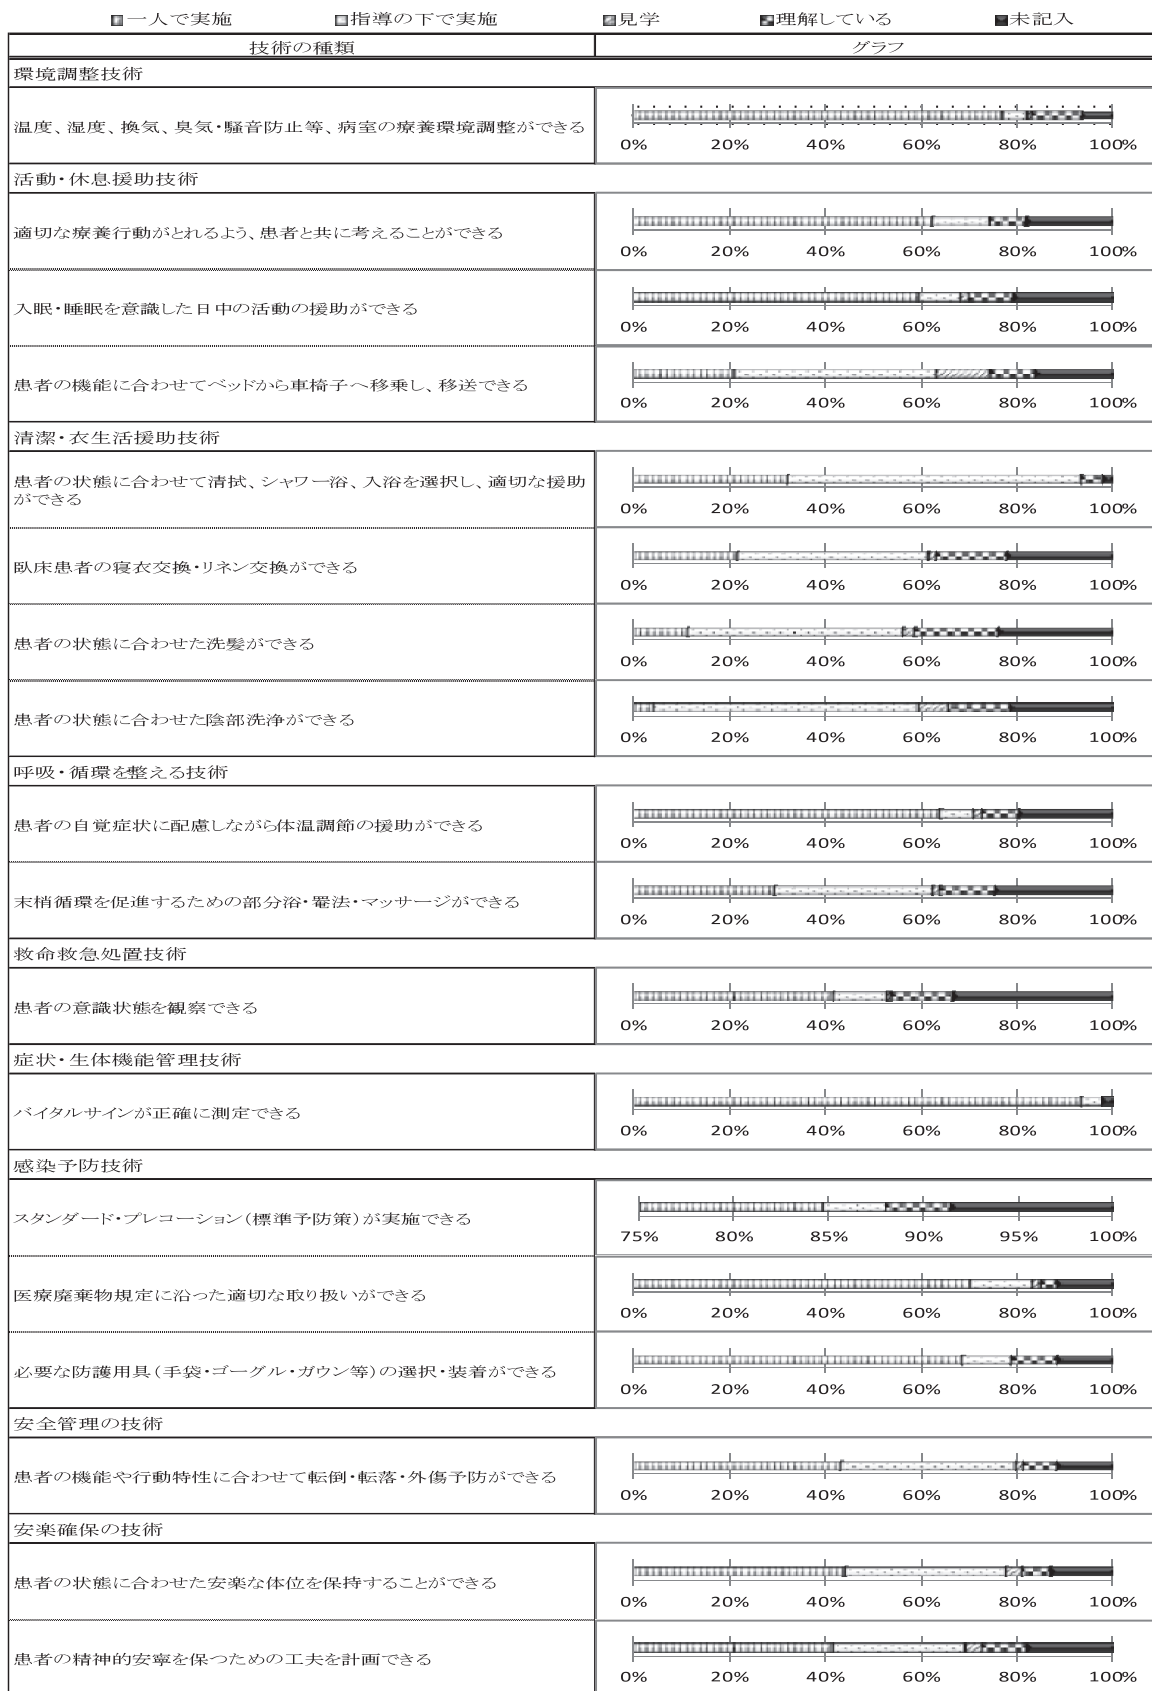 一人で実施 指導の下で実施 見学 理解している 未記入
技術の種類 グラフ
環境調整技術
温度、湿度、換気、臭気・騒音防止等、病室の療養環境調整ができる
0% 20% 40% 60% 80% 100%
活動・休息援助技術
適切な療養行動がとれるよう、患者と共に考えることができる
0% 20% 40% 60% 80% 100%
入眠・睡眠を意識した日中の活動の援助ができる
0% 20% 40% 60% 80% 100%
患者の機能に合わせてベッドから車椅子へ移乗し、移送できる
0% 20% 40% 60% 80% 100%
清潔・衣生活援助技術
患者の状態に合わせて清拭、シャワー浴、入浴を選択し、適切な援助
ができる
0% 20% 40% 60% 80% 100%
臥床患者の寝衣交換・リネン交換ができる
0% 20% 40% 60% 80% 100%
患者の状態に合わせた洗髪ができる
0% 20% 40% 60% 80% 100%
患者の状態に合わせた陰部洗浄ができる
0% 20% 40% 60% 80% 100%
呼吸・循環を整える技術
患者の自覚症状に配慮しながら体温調節の援助ができる
0% 20% 40% 60% 80% 100%
末梢循環を促進するための部分浴・罨法・マッサージができる
0% 20% 40% 60% 80% 100%
救命救急処置技術
患者の意識状態を観察できる
0% 20% 40% 60% 80% 100%
症状・生体機能管理技術
バイタルサインが正確に測定できる
0% 20% 40% 60% 80% 100%
感染予防技術
スタンダード・プレコーション(標準予防策)が実施できる
75% 80% 85% 90% 95% 100%
医療廃棄物規定に沿った適切な取り扱いができる
0% 20% 40% 60% 80% 100%
必要な防護用具(手袋・ゴーグル・ガウン等)の選択・装着ができる
0% 20% 40% 60% 80% 100%
安全管理の技術
患者の機能や行動特性に合わせて転倒・転落・外傷予防ができる
0% 20% 40% 60% 80% 100%
安楽確保の技術
患者の状態に合わせた安楽な体位を保持することができる
0% 20% 40% 60% 80% 100%
患者の精神的安寧を保つための工夫を計画できる
0% 20% 40% 60% 80% 100%